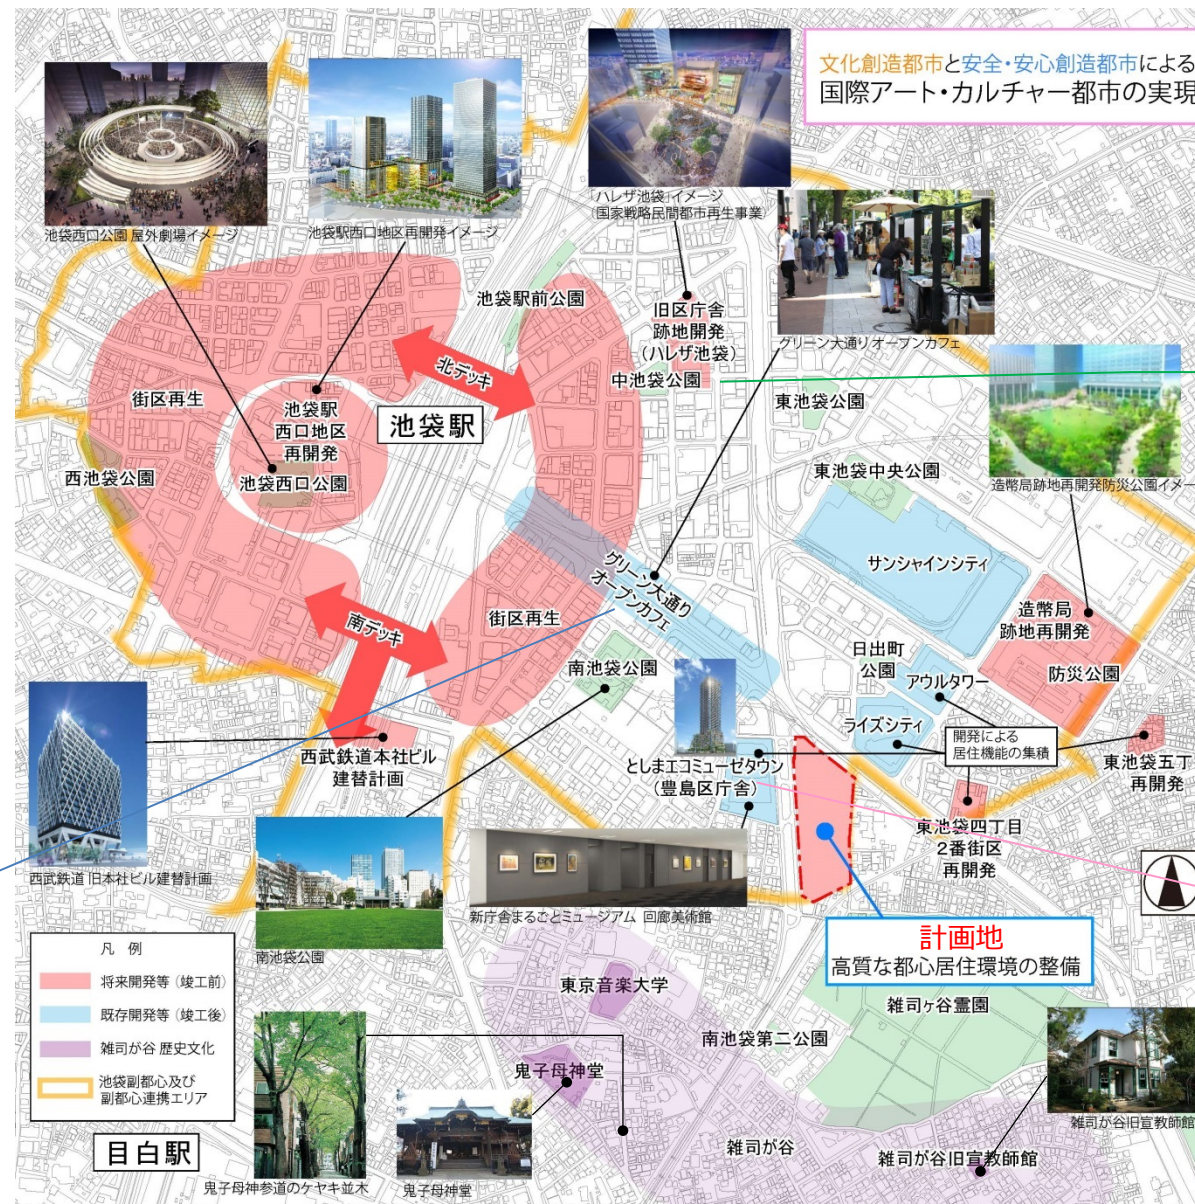 文化創造都市と安全・安心創造都市による
国際アート・カルチャー都市の実現
池袋西口公園 屋外劇場イメージ
池袋駅西口地区再開発イメージ
「ハレザ池袋」イメージ
(国家戦略民間都市再生事業)
グリーン大通り オープンカフェ
造幣局跡地再開発防災公園イメー
池袋駅前公園
旧区庁舎
跡地開発
(ハレザ池袋)
中池袋公園
東池袋公園
北デッキ
池袋駅
街区再生
池袋駅
西口地区
再開発
池袋西口公園
西池袋公園
東池袋中央公園
サンシャインシティ
グリーン大通り
オープンカフェ
造幣局
跡地再開発
防災公園
街区再生
南デッキ
日出町
公園
アウルタワー
南池袋公園
ライズシティ
開発による
居住機能の集積
西武鉄道本社ビル
建替計画
としまエコミューゼタウン
(豊島区庁舎)
東池袋五丁
再開発
東池袋四丁目
2番街区
再開発
西武鉄道 旧本社ビル建替計画
南池袋公園
新庁舎まるごとミュージアム 回廊美術館
計画地
高質な都心居住環境の整備
凡 例
将来開発等 (竣工前)
既存開発等 (竣工後)
雑司が谷 歴史文化
池袋副都心及び
副都心連携エリア
東京音楽大学
雑司ヶ谷霊園
南池袋第二公園
鬼子母神堂
雑司が谷
雑司が谷旧宣教師館
雑司が谷旧宣教師館
目白駅
鬼子母神参道のケヤキ並木
鬼子母神堂